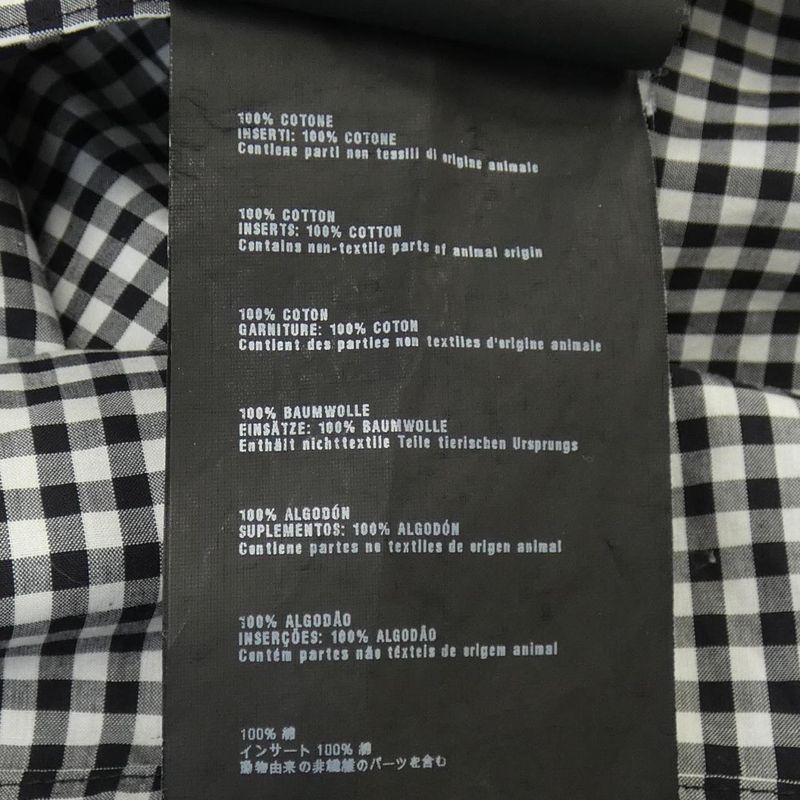 100% COTONE
INSERTI: 100% COTONE
Contiene parti non tessili di origine animale
100% COTTON
INSERTS: 100% COTTON
Contains non-textile parts of animal origin
100% COTON
GARNITURE: 100% COTON
Contient des parties non textiles d'origine animale
100% BAUMWOLLE
EINSÄTZE: 100% BAUMWOLLE
Enthält nichttextile Teile tierischen Ursprungs
100% ALGODÓN
SUPLEMENTOS: 100% ALGODÓN
Contiene partes no textiles de origen animal
100% ALGODÃO
INSERÇÕES: 100% ALGODÃO
Contém partes não têxteis de origem animal
100% 綿
インサート 100% 綿
動物由来の非繊維のパーツを含む